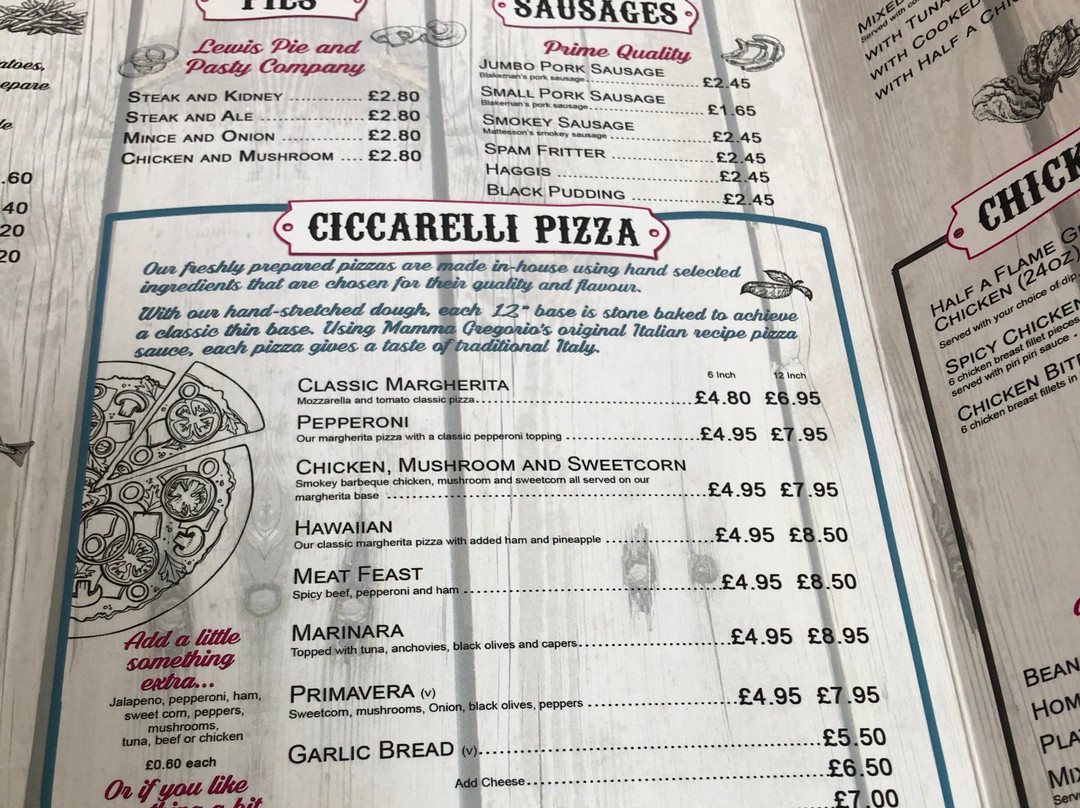 PIES
Lewis Pie and
Pasty Company
STEAK AND KIDNEY ............ £2.80
STEAK AND ALE ............ £2.80
MINCE AND ONION ............ £2.80
CHICKEN AND MUSHROOM .... £2.80
SAUSAGES
Prime Quality
JUMBO PORK SAUSAGE
Blakeman's pork sausage............ £2.45
SMALL PORK SAUSAGE
Blakeman's pork sausage............ £1.65
SMOKEY SAUSAGE
Mattesson's smokey sausage ............ £2.45
SPAM FRITTER ............ £2.45
HAGGIS ............ £2.45
BLACK PUDDING ............ £2.45
atoes,
epare
.60
.40
20
20
CICCARELLI PIZZA
Our freshly prepared pizzas are made in-house using hand selected
ingredients that are chosen for their quality and flavour.
With our hand-stretched dough, each 12" base is stone baked to achieve
a classic thin base. Using Mamma Gregorio's original Italian recipe pizza
sauce, each pizza gives a taste of traditional Italy.
6 Inch 12 Inch
CLASSIC MARGHERITA
Mozzarella and tomato classic pizza............ £4.80 £6.95
PEPPERONI
Our margherita pizza with a classic pepperoni topping ............ £4.95 £7.95
CHICKEN, MUSHROOM AND SWEETCORN
Smokey barbeque chicken, mushroom and sweetcorn all served on our
margherita base ............ £4.95 £7.95
HAWAIIAN
Our classic margherita pizza with added ham and pineapple ............ £4.95 £8.50
MEAT FEAST
Spicy beef, pepperoni and ham ............ £4.95 £8.50
MARINARA
Topped with tuna, anchovies, black olives and capers............ £4.95 £8.95
PRIMAVERA (v)
Sweetcorn, mushrooms, Onion, black olives, peppers ............ £4.95 £7.95
GARLIC BREAD (v)............ £5.50
Add Cheese............ £6.50
£7.00
Add a little
something
extra...
Jalapeno, pepperoni, ham,
sweet corn, peppers,
mushrooms,
tuna, beef or chicken
£0.60 each
Or if you like
MIXED
WITH TUNA
WITH COOKED
WITH HALF A CHI
CHICK
HALF A FLAME G
CHICKEN (24OZ)
Served with your choice of dip
SPICY CHICKEN
6 chicken breast fillet pieces
served with piri piri sauce
CHICKEN BIT
6 chicken breast fillets in
BEAN
HOM
PLA
MI